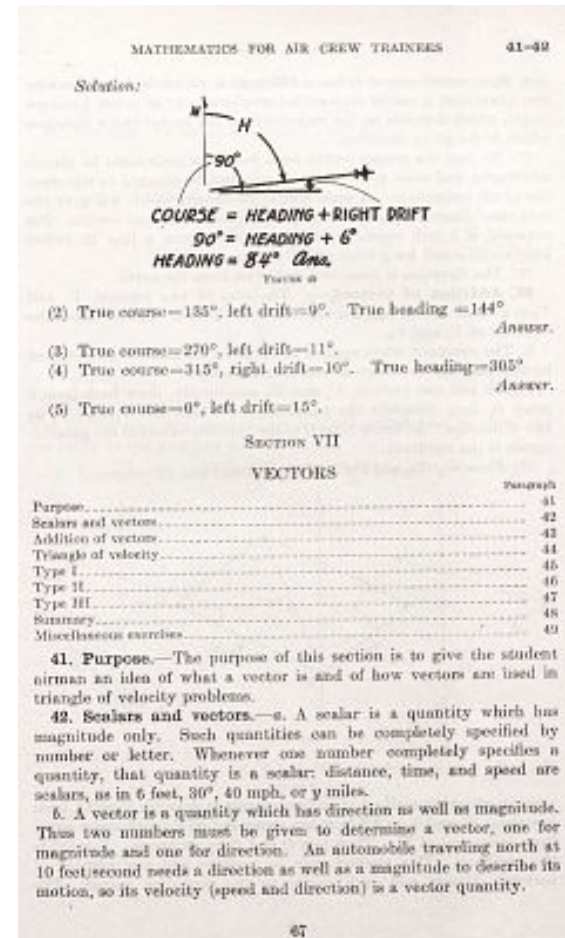 MATHEMATICS FOR AIR CREW TRAINEES 41-42
Solution:
N
H
90°
6°
COURSE = HEADING + RIGHT DRIFT
90° = HEADING + 6°
HEADING = 84° Ans.
FIGURE
(2) True course=135°, left drift=9°. True heading =144°
Answer.
(3) True course=270°, left drift=11°.
(4) True course=315°, right drift=10°. True heading=305°
Answer.
(5) True course=0°, left drift=15°.
SECTION VII
VECTORS
Paragraph
Purpose 41
Scalars and vectors 42
Addition of vectors 43
Triangle of velocity 44
Type I 45
Type II 46
Type III 47
Summary 48
Miscellaneous exercises 49
41. Purpose.—The purpose of this section is to give the student
airman an idea of what a vector is and of how vectors are used in
triangle of velocity problems.
42. Scalars and vectors.—a. A scalar is a quantity which has
magnitude only. Such quantities can be completely specified by
number or letter. Whenever one number completely specifies a
quantity, that quantity is a scalar: distance, time, and speed are
scalars, as in 6 feet, 30°, 40 mph, or y miles.
b. A vector is a quantity which has direction as well as magnitude.
Thus two numbers must be given to determine a vector, one for
magnitude and one for direction. An automobile traveling north at
10 feet/second needs a direction as well as a magnitude to describe its
motion, so its velocity (speed and direction) is a vector quantity.
67